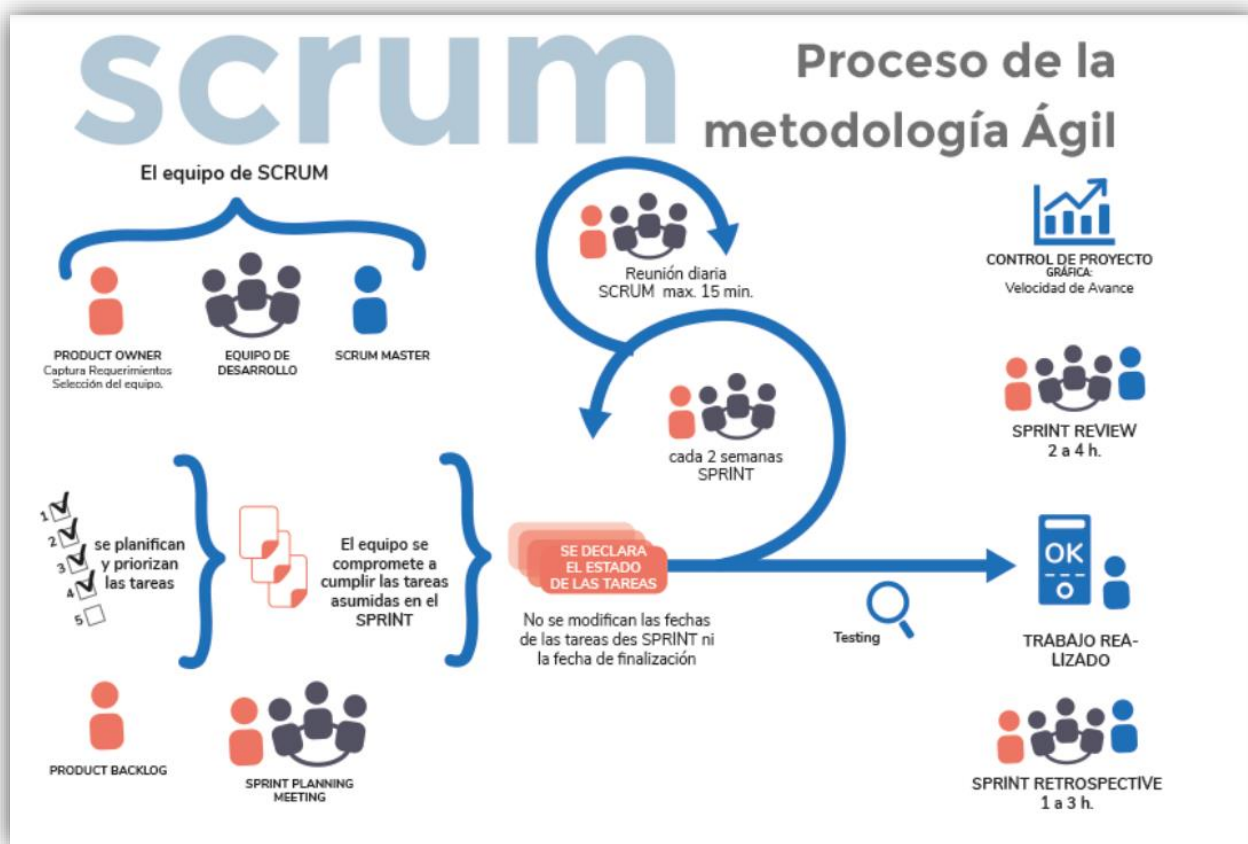 scrum
Proceso de la
metodología Ágil
El equipo de SCRUM
PRODUCT OWNER
Captura Requerimientos
Selección del equipo.
EQUIPO DE
DESARROLLO
SCRUM MASTER
Reunión diaria
SCRUM max. 15 min.
cada 2 semanas
SPRINT
CONTROL DE PROYECTO
GRÁFICA:
Velocidad de Avance
SPRINT REVIEW
2 a 4 h.
1
2
3
4
5
se planifican
y priorizan
las tareas
El equipo se
compromete a
cumplir las tareas
asumidas en el
SPRINT
SE DECLARA
EL ESTADO
DE LAS TAREAS
No se modifican las fechas
de las tareas des SPRINT ni
la fecha de finalización
Testing
OK
TRABAJO REA-
LIZADO
PRODUCT BACKLOG
SPRINT PLANNING
MEETING
SPRINT RETROSPECTIVE
1 a 3 h.